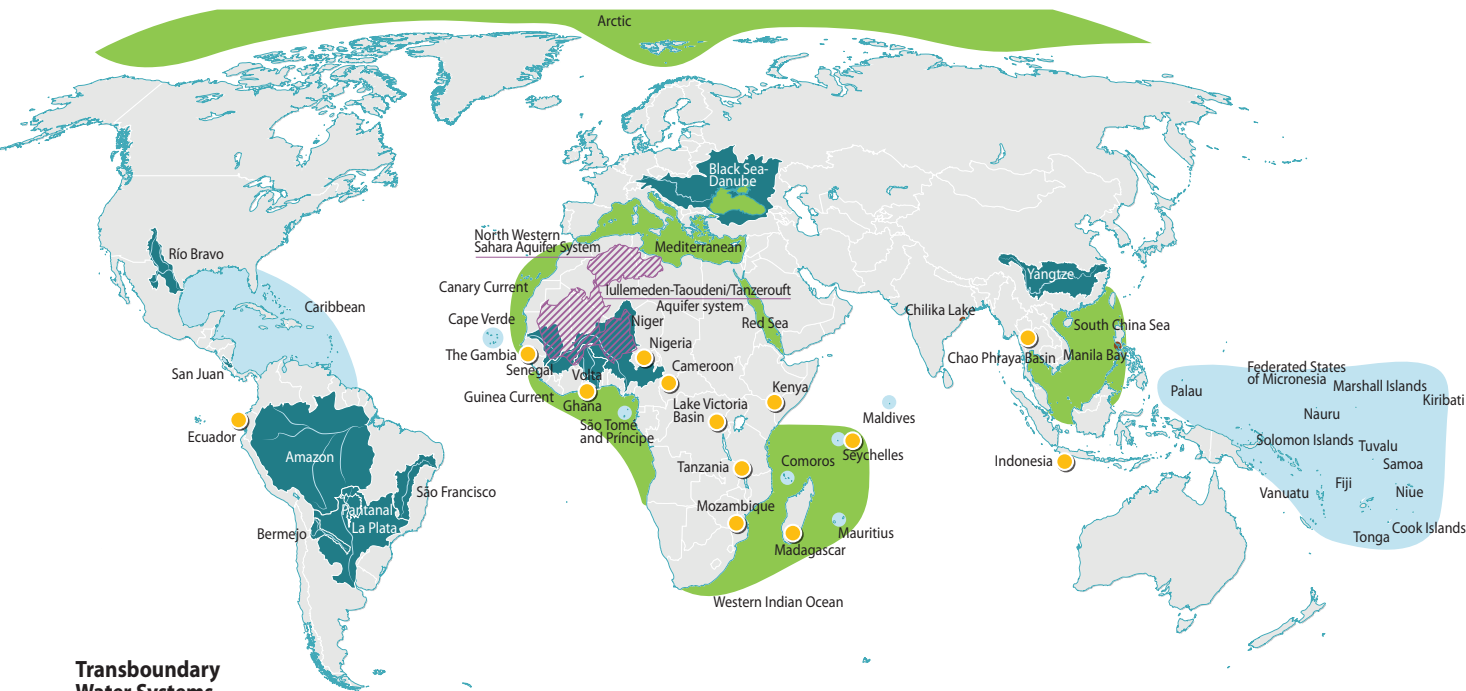 Arctic
Black Sea-
Danube
North Western
Sahara Aquifer System
Mediterranean
Río Bravo
Yangtze
Canary Current
Iullemeden-Taoudeni/Tanzerouft
Aquifer system
Caribbean
Chilika Lake
Cape Verde
Niger
Red Sea
South China Sea
The Gambia
Nigeria
Chao Phraya Basin
Manila Bay
Senegal
Volta
Cameroon
San Juan
Federated States
of Micronesia
Marshall Islands
Palau
Kiribati
Guinea Current
Ghana
Kenya
Lake Victoria
Basin
Maldives
Nauru
São Tomé
and Príncipe
Ecuador
Solomon Islands
Tuvalu
Amazon
Seychelles
Comoros
Indonesia
Samoa
Tanzania
Fiji
São Francisco
Vanuatu
Niue
Mozambique
Pantanal
La Plata
Bermejo
Mauritius
Cook Islands
Tonga
Madagascar
Western Indian Ocean
Transboundary
Water Systems